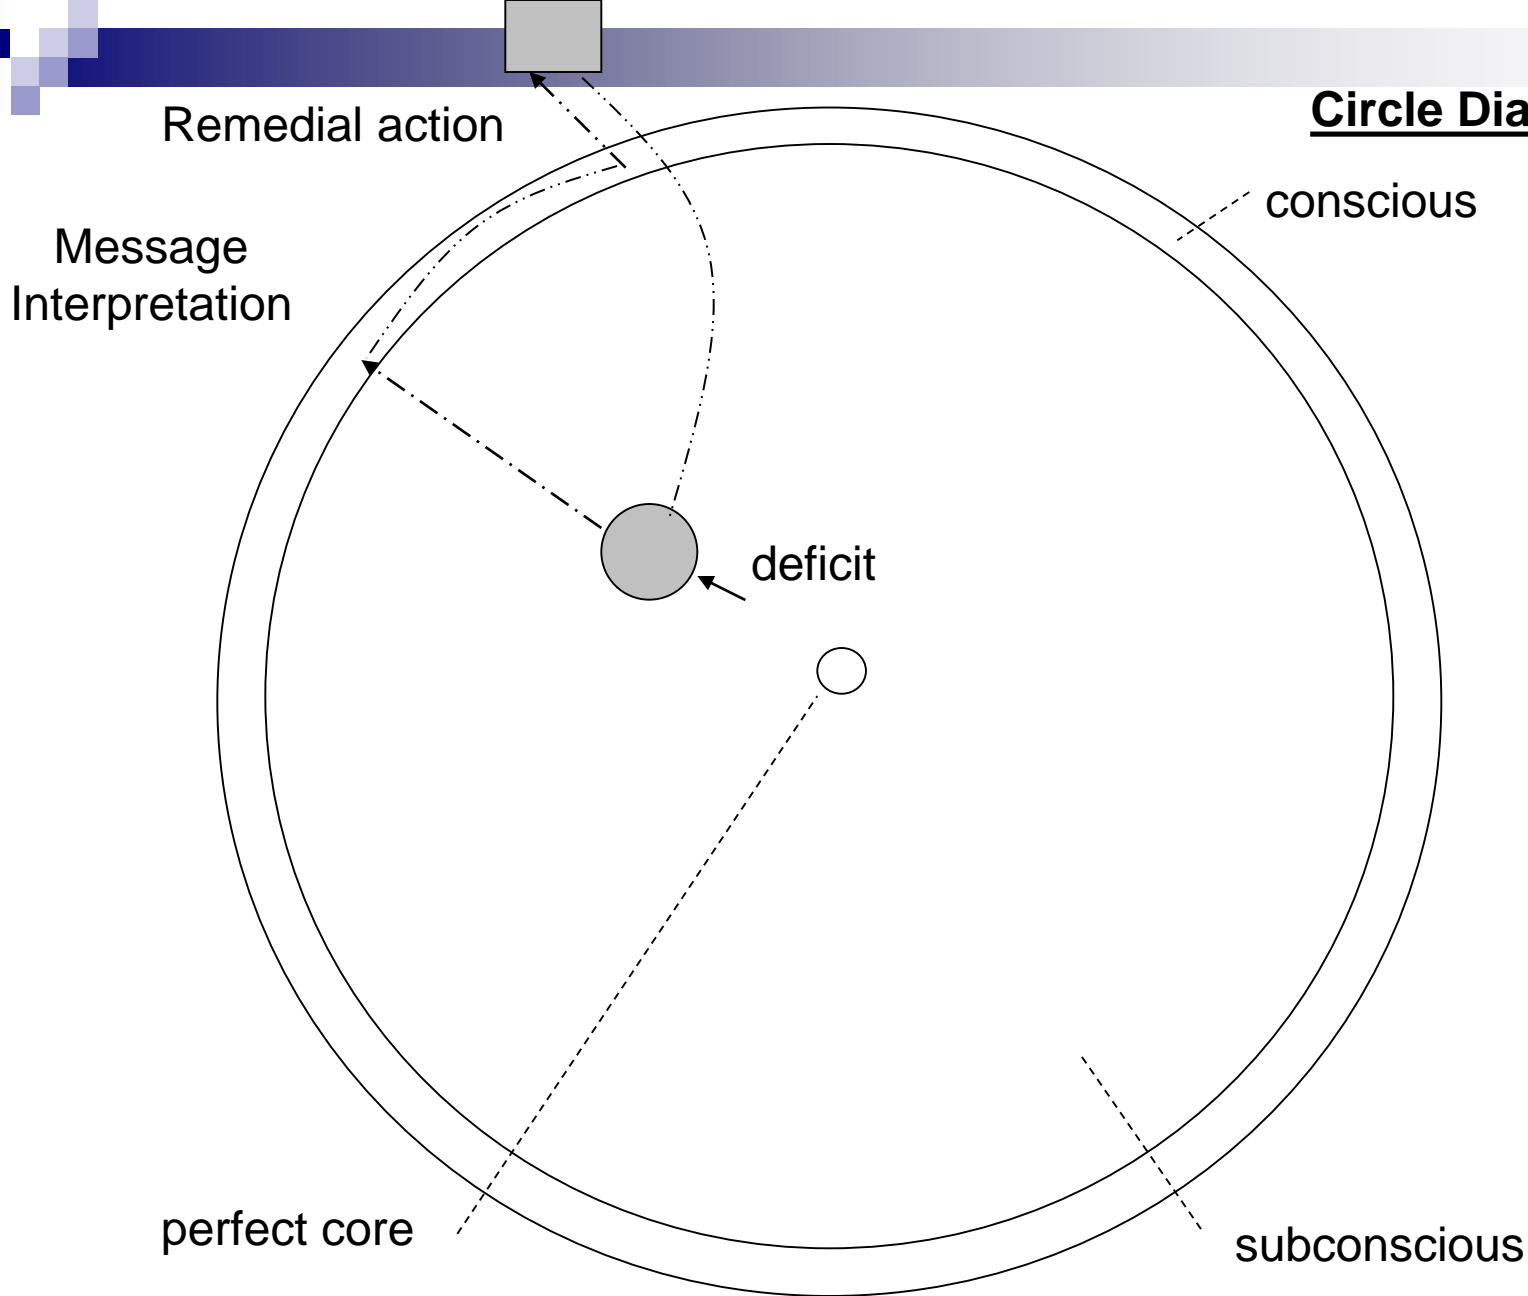 Circle Dia
Remedial action
conscious
Message
Interpretation
deficit
perfect core
subconscious